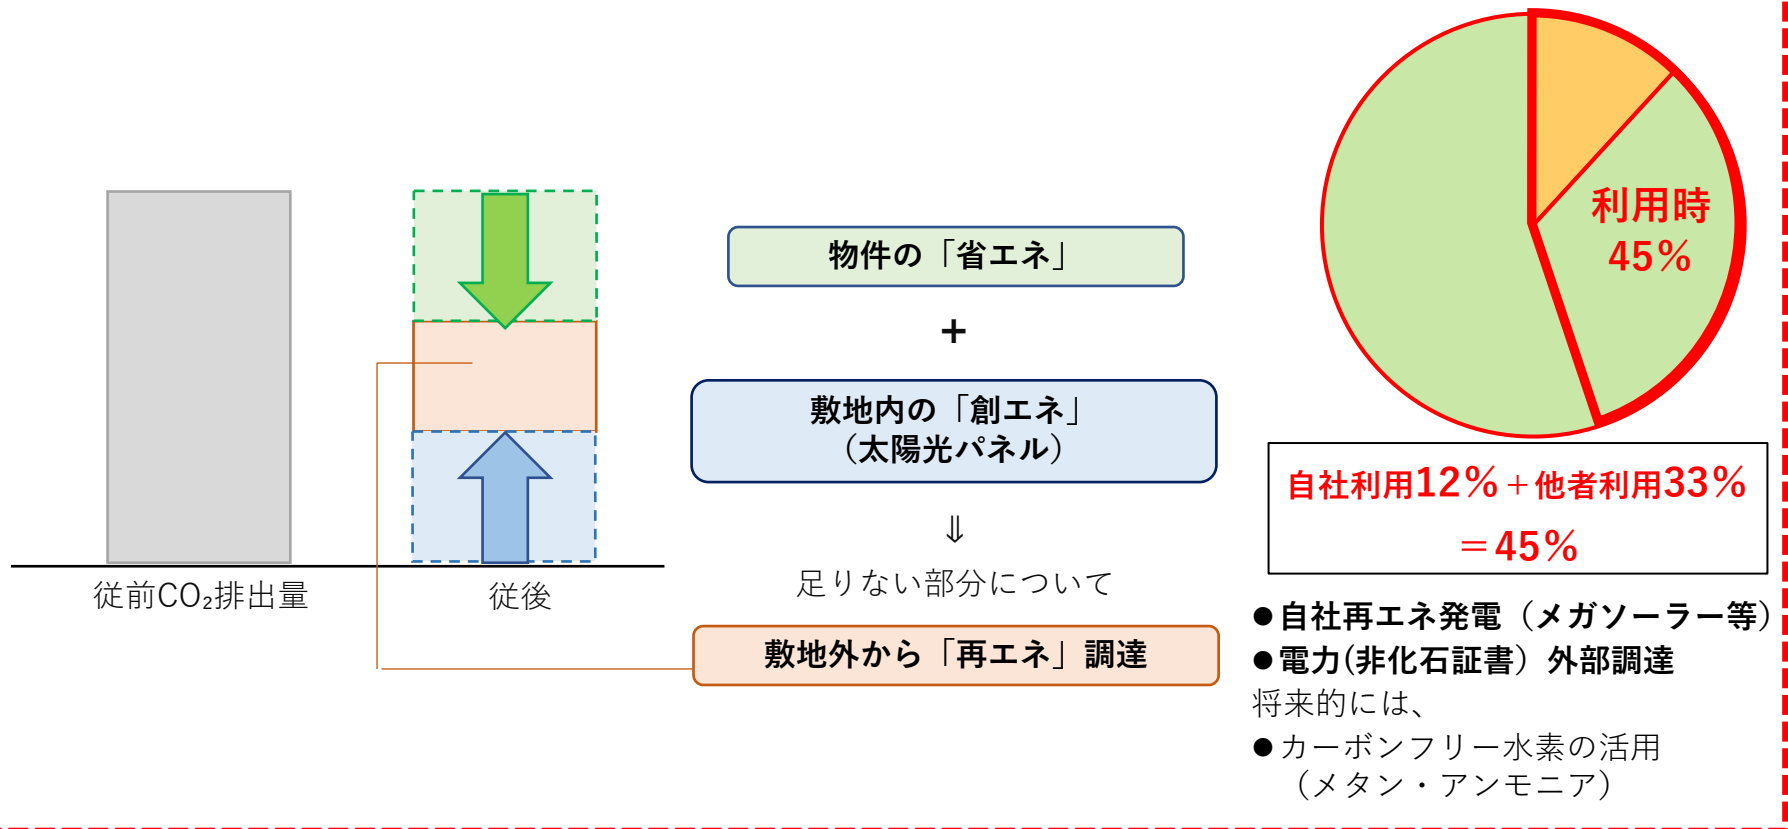 従前CO₂排出量
従後
物件の「省エネ」
+
敷地内の「創エネ」
(太陽光パネル)
⇓
足りない部分について
敷地外から「再エネ」調達
利用時
45%
自社利用12%+他者利用33%
=45%
●自社再エネ発電（メガソーラー等）
●電力(非化石証書）外部調達
将来的には、
●カーボンフリー水素の活用
（メタン・アンモニア）